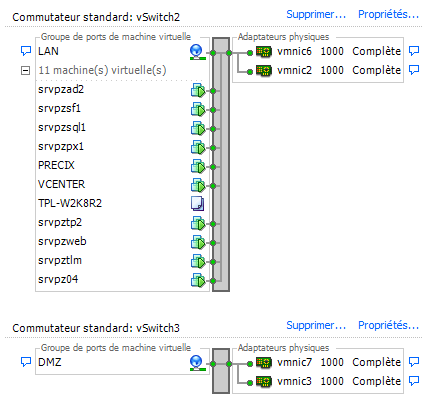 Commutateur standard: vSwitch2 Supprimer... Propriétés...
Groupe de ports de machine virtuelle Adaptateurs physiques
LAN vmnic6 1000 Complète
11 machine(s) virtuelle(s) vmnic2 1000 Complète
srvpzad2
srvpzsf1
srvpzsql1
srvpzpx1
PRECIX
VCENTER
TPL-W2K8R2
srvpztp2
srvpzweb
srvpztlm
srvpz04
Commutateur standard: vSwitch3 Supprimer... Propriétés...
Groupe de ports de machine virtuelle Adaptateurs physiques
DMZ vmnic7 1000 Complète
vmnic3 1000 Complète